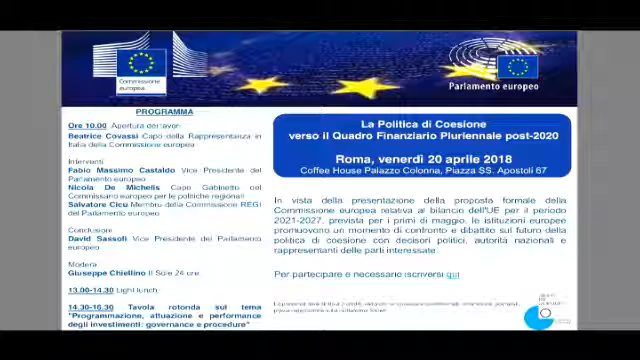 Commissione
europea
Parlamento europeo
PROGRAMMA
Ore 10.00 Apertura dei lavori
Beatrice Covassi Capo della Rappresentanza in
Italia della Commissione europea
Interventi
Fabio Massimo Castaldo Vice Presidente del
Parlamento europeo
Nicola De Michelis Capo Gabinetto del
Commissario europeo per le politiche regionali
Salvatore Cicu Membro della Commissione REGI
del Parlamento europeo
Conclusioni
David Sassoli Vice Presidente del Parlamento
europeo
Modera
Giuseppe Chiellino Il Sole 24 ore
13.00-14.30 Light lunch
14.30-16.30 Tavola rotonda sul tema
"Programmazione, attuazione e performance
degli investimenti: governance e procedure"
La Politica di Coesione
verso il Quadro Finanziario Pluriennale post-2020
Roma, venerdì 20 aprile 2018
Coffee House Palazzo Colonna, Piazza SS. Apostoli 67
In vista della presentazione della proposta formale della
Commissione europea relativa al bilancio dell'UE per il periodo
2021-2027, prevista per i primi di maggio, le istituzioni europee
promuovono un momento di confronto e dibattito sul futuro della
politica di coesione con decisori politici, autorità nazionali e
rappresentanti delle parti interessate
Per partecipare è necessario iscriversi qui